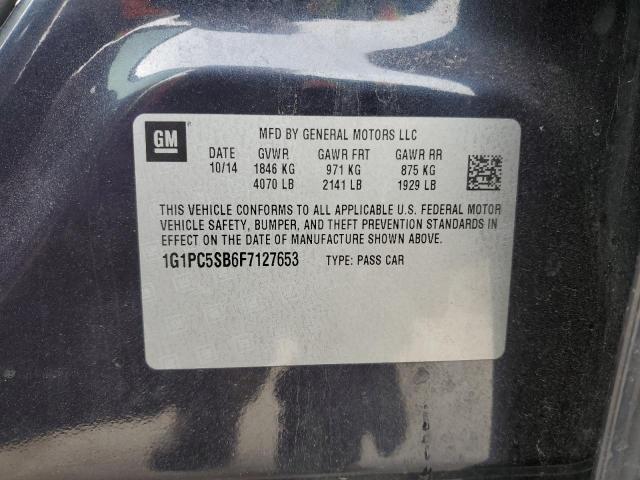 GM
MFD BY GENERAL MOTORS LLC
DATE GVWR GAWR FRT GAWR RR
10/14 1846 KG 971 KG 875 KG
4070 LB 2141 LB 1929 LB
THIS VEHICLE CONFORMS TO ALL APPLICABLE U.S. FEDERAL MOTOR
VEHICLE SAFETY, BUMPER, AND THEFT PREVENTION STANDARDS IN
EFFECT ON THE DATE OF MANUFACTURE SHOWN ABOVE.
1G1PC5SB6F7127653 TYPE: PASS CAR